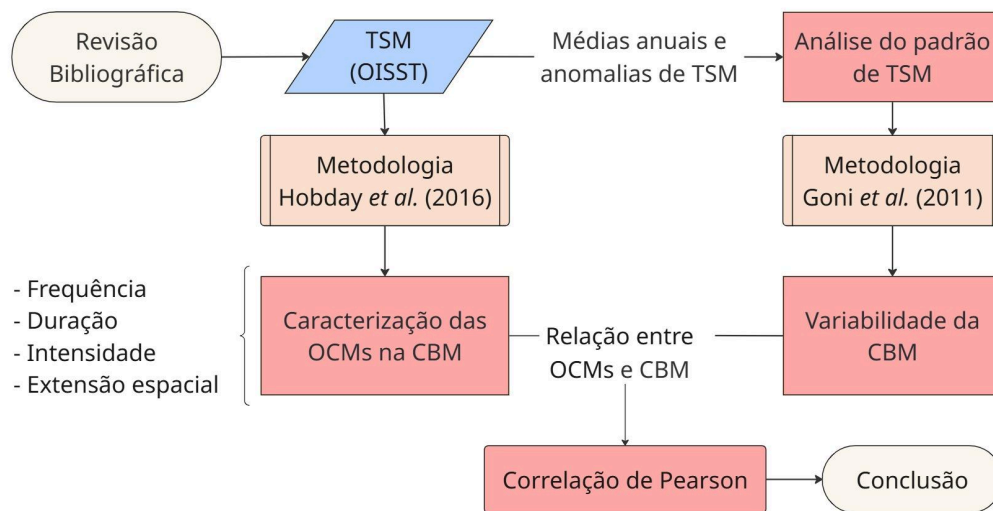 Revisão
Bibliográfica
TSM
(OISST)
Médias anuais e
anomalias de TSM
Análise do padrão
de TSM
Metodologia
Hobday et al. (2016)
Metodologia
Goni et al. (2011)
- Frequência
- Duração
- Intensidade
- Extensão espacial
Caracterização das
OCMs na CBM
Relação entre
OCMs e CBM
Variabilidade da
CBM
Correlação de Pearson
Conclusão